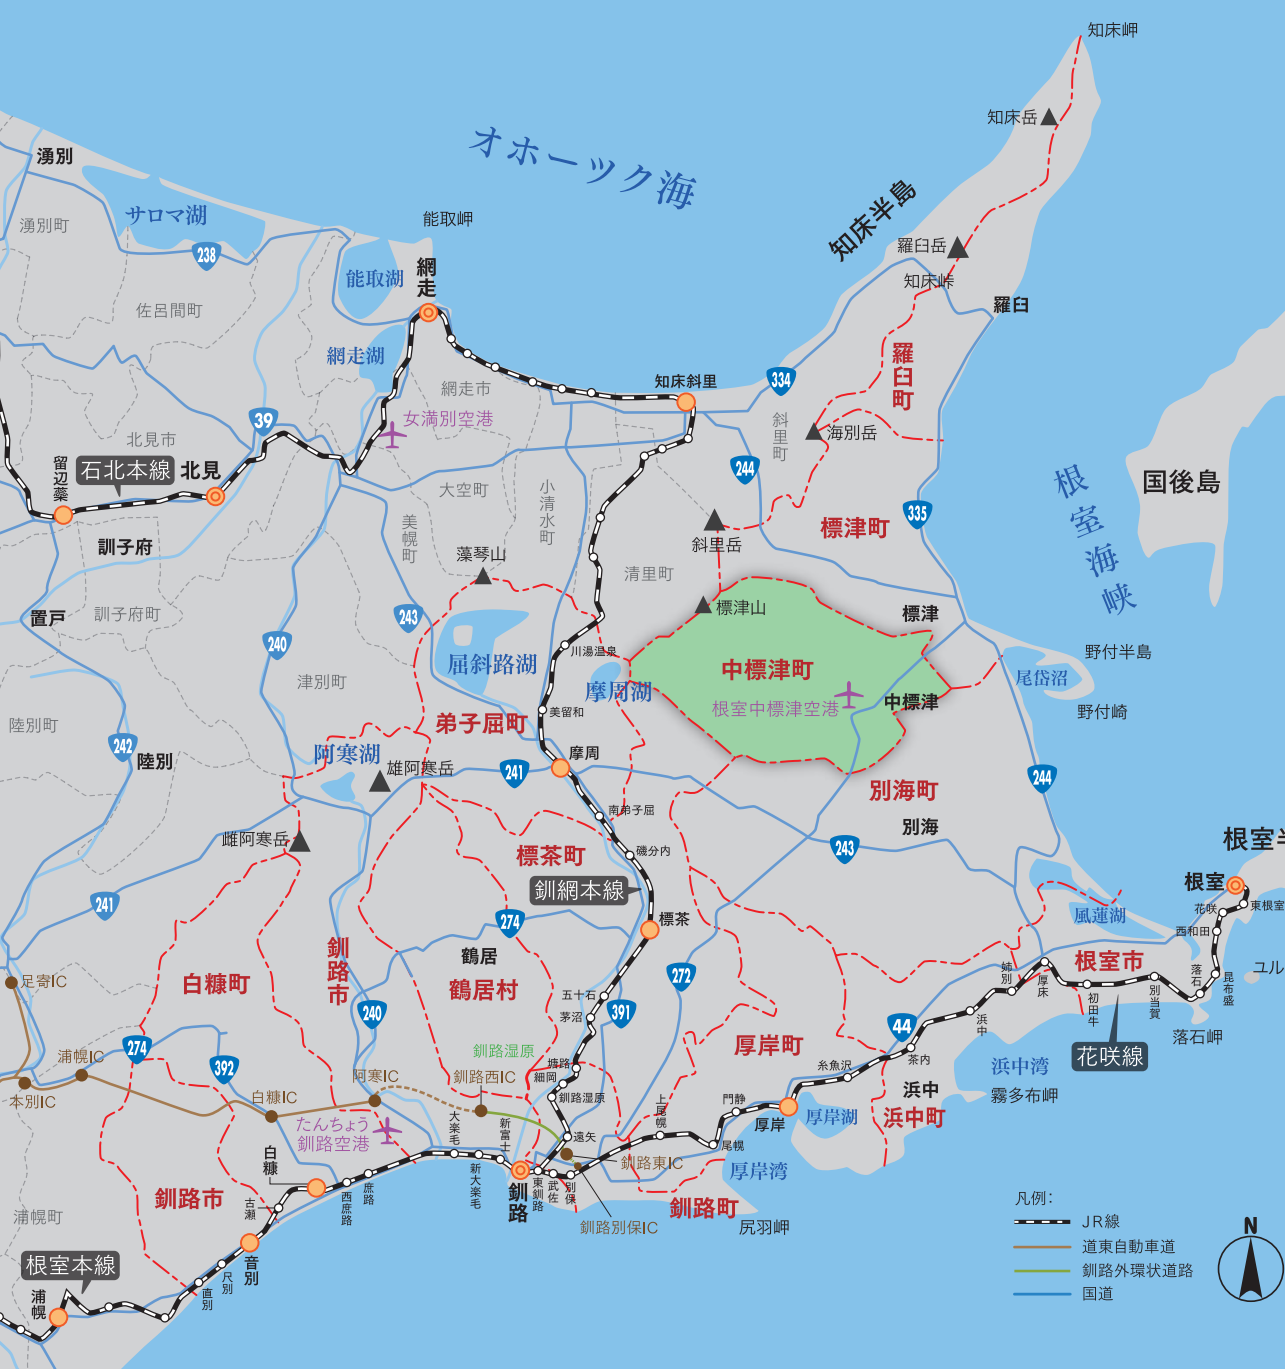 知床岬
知床岳
オホーツク海
湧別
湧別町
サロマ湖
238
能取岬
能取湖
網走
知床半島
羅臼岳
知床峠
羅臼
佐呂間町
網走湖
網走市
女満別空港
知床斜里
334
羅臼町
斜里町
海別岳
39
北見市
留辺蘂
石北本線
北見
大空町
小清水町
美幌町
244
335
標津町
根室海峡
国後島
訓子府
訓子府町
置戸
藻琴山
斜里岳
清里町
標津山
標津
243
240
津別町
屈斜路湖
川湯温泉
摩周湖
中標津町
根室中標津空港
中標津
尾岱沼
野付半島
野付崎
陸別町
242
陸別
弟子屈町
美留和
阿寒湖
雄阿寒岳
241
摩周
別海町
別海
244
243
雌阿寒岳
南弟子屈
磯分内
標茶町
釧網本線
標茶
274
241
白糠町
釧路市
鶴居
鶴居村
272
391
五十石
茅沼
240
足寄IC
根室半
根室
花咲
東根室
西和田
風蓮湖
根室市
姉別
厚床
初田牛
別当賀
落石
昆布盛
ユル
落石岬
花咲線
浜中
44
茶内
糸魚沢
浜中
浜中町
浜中湾
霧多布岬
厚岸町
厚岸
厚岸湖
厚岸湾
門静
尾幌
上尾幌
274
浦幌IC
本別IC
392
白糠IC
阿寒IC
釧路湿原
釧路西IC
塘路
細岡
釧路湿原
遠矢
たんちょう
釧路空港
大楽毛
新大楽毛
新富士
釧路
東釧路
武佐
別保
釧路東IC
釧路別保IC
釧路町
尻羽岬
白糠
古瀬
西庶路
庶路
釧路市
音別
尺別
直別
浦幌町
根室本線
浦幌
凡例：
JR線
道東自動車道
釧路外環状道路
国道
N